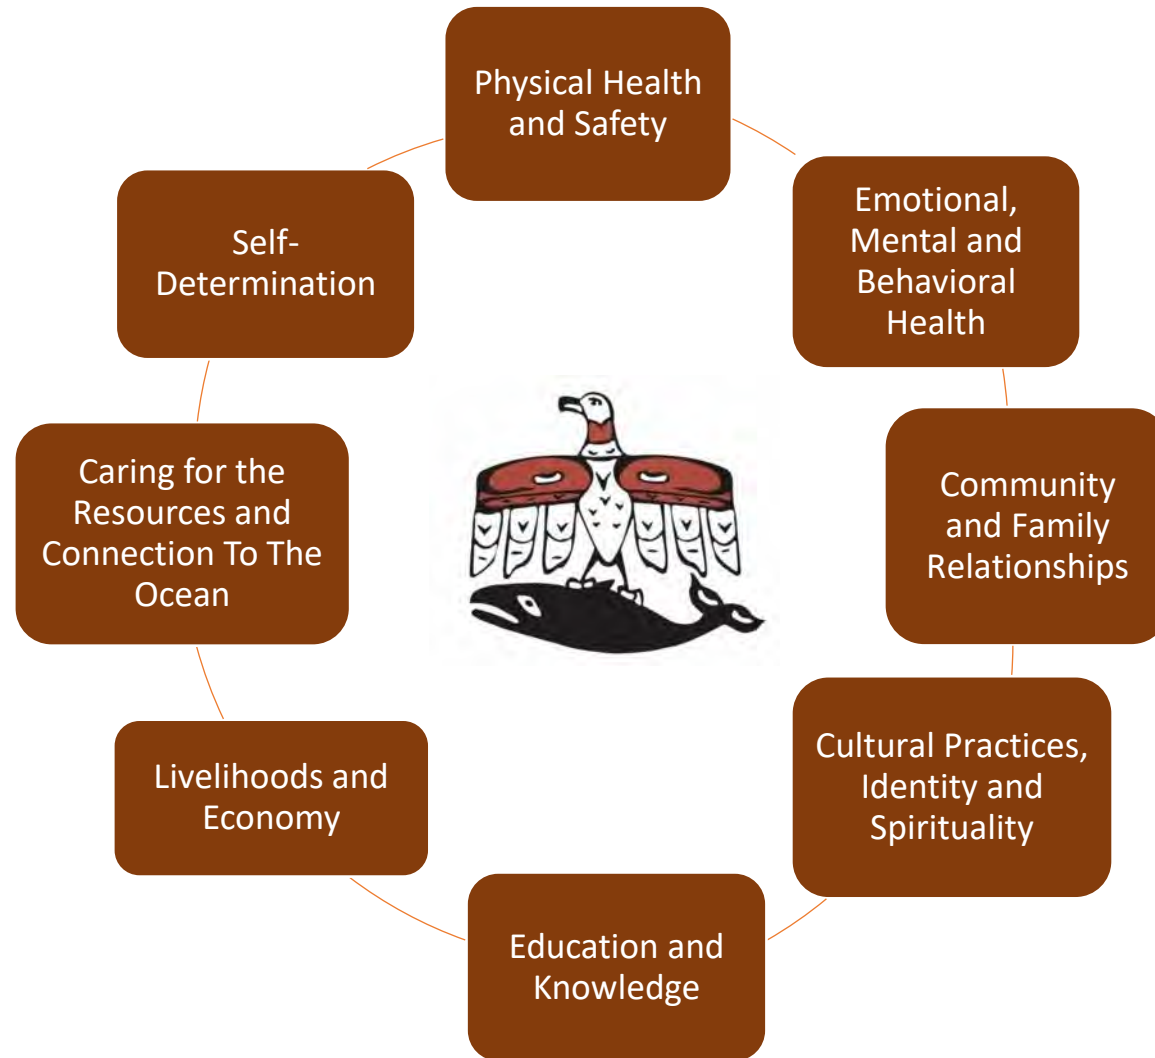 Physical Health
and Safety
Emotional,
Mental and
Behavioral
Health
Community
and Family
Relationships
Cultural Practices,
Identity and
Spirituality
Education and
Knowledge
Livelihoods and
Economy
Caring for the
Resources and
Connection To The
Ocean
Self-
Determination